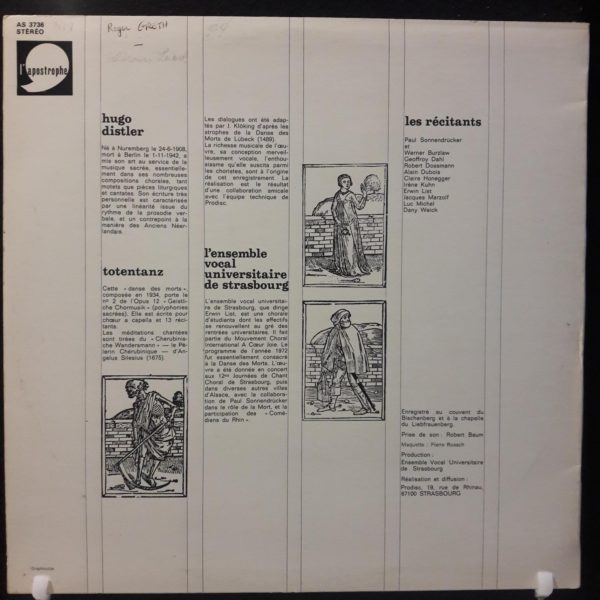 AS 3736
STÉRÉO
Roger
l'apostrophe
hugo
distler
Né à Nuremberg le 24-6-1908,
mort à Berlin le 1-11-1942, a
mis son art au service de la
musique sacrée, essentielle-
ment dans ses nombreuses
compositions chorales, tant
motets que pièces liturgiques
et cantates. Son écriture très
personnelle est caractérisée
par une linéarité issue du
rythme de la prosodie ver-
bale, et un contrepoint à la
manière des Anciens Néer-
landais.
totentanz
Cette « danse des morts »,
composée en 1934, porte le
n° 2 de l'Opus 12 « Geistli-
che Chormusik » (polyphonies
sacrées). Elle est écrite pour
chœur a capella et 13 réci-
tants.
Les méditations chantées
sont tirées du « Cherubinis-
che Wandersmann » — le Pè-
lerin Chérubinique — d'An-
gelus Silesius (1675).
Les dialogues ont été adap-
tés par J. Klöking d'après les
strophes de la Danse des
Morts de Lübeck (1489).
La richesse musicale de l'œu-
vre, sa conception merveil-
leusement vocale, l'enthou-
siasme qu'elle suscita parmi
les choristes, sont à l'origine
de cet enregistrement. La
réalisation est le résultat
d'une collaboration amicale
avec l'équipe technique de
Prodisc.
l'ensemble
vocal
universitaire
de strasbourg
L'ensemble vocal universitai-
re de Strasbourg, que dirige
Erwin List, est une chorale
d'étudiants dont les effectifs
se renouvellent au gré des
rentrées universitaires. Il fait
partie du Mouvement Choral
International A Cœur Joie. Le
programme de l'année 1972
fut essentiellement consacré
à la Danse des Morts. L'œu-
vre a été donnée en concert
aux 12es Journées de Chant
Choral de Strasbourg, puis
dans diverses autres villes
d'Alsace, avec la collabora-
tion de Paul Sonnendrücker
dans le rôle de la Mort, et la
participation des « Comé-
diens du Rhin ».
les récitants
Paul Sonnendrücker
et
Werner Burzlaw
Geoffroy Dahl
Robert Dossmann
Alain Dubois
Claire Honegger
Irène Kuhn
Erwin List
Jacques Marzolf
Luc Michel
Dany Weick
Enregistré au couvent du
Bischenberg et à la chapelle
du Liebfrauenberg.
Prise de son : Robert Baum
Maquette : Pierre Roesch
Production :
Ensemble Vocal Universitaire
de Strasbourg
Réalisation et diffusion :
Prodisc, 19, rue de Rhinau,
67100 STRASBOURG